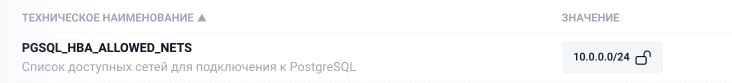 ТЕХНИЧЕСКОЕ НАИМЕНОВАНИЕ ▲ ЗНАЧЕНИЕ
PGSQL_HBA_ALLOWED_NETS
10.0.0.0/24
Список доступных сетей для подключения к PostgreSQL